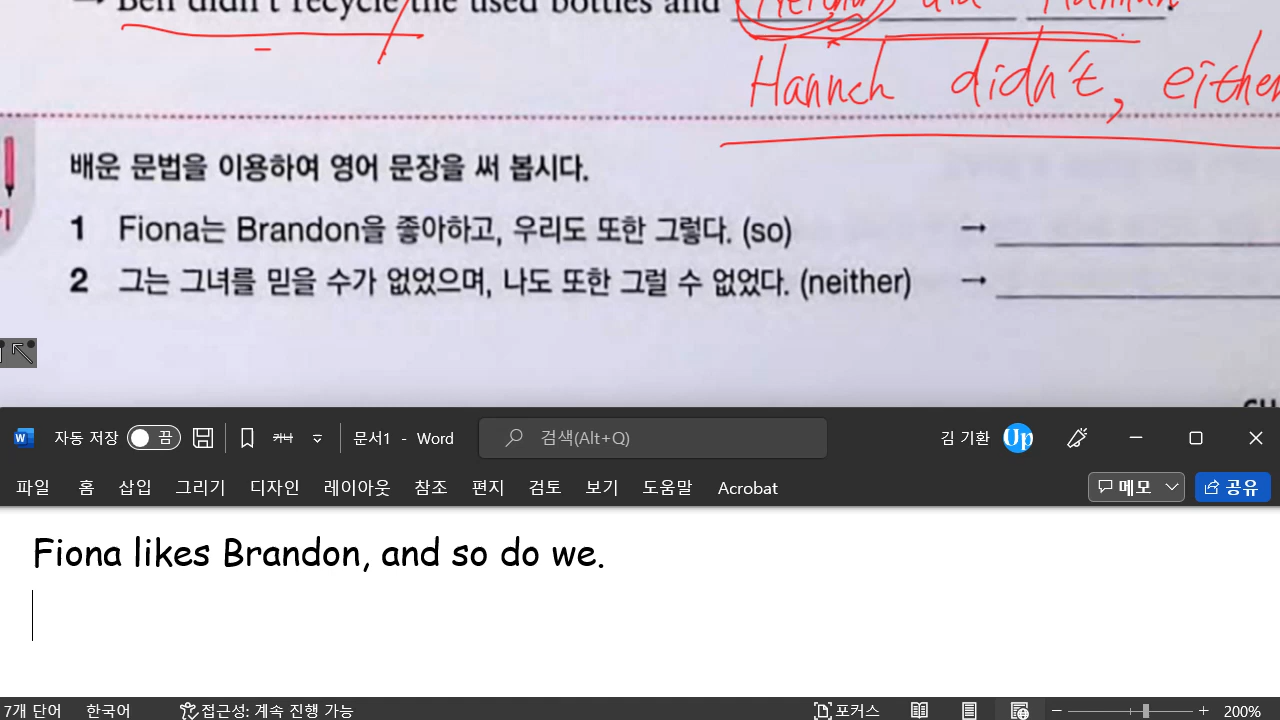 → Ben didn't recycle the used bottles and neither did Hannah.
Hannah didn't, either
배운 문법을 이용하여 영어 문장을 써 봅시다.
1 Fiona는 Brandon을 좋아하고, 우리도 또한 그렇다. (so) →
2 그는 그녀를 믿을 수가 없었으며, 나도 또한 그럴 수 없었다. (neither) →
자동 저장 끔 가나 문서1 - Word 검색(Alt+Q) 김 기환 Up
파일 홈 삽입 그리기 디자인 레이아웃 참조 편지 검토 보기 도움말 Acrobat 메모 공유
Fiona likes Brandon, and so do we.
7개 단어 한국어 접근성: 계속 진행 가능 포커스 200%